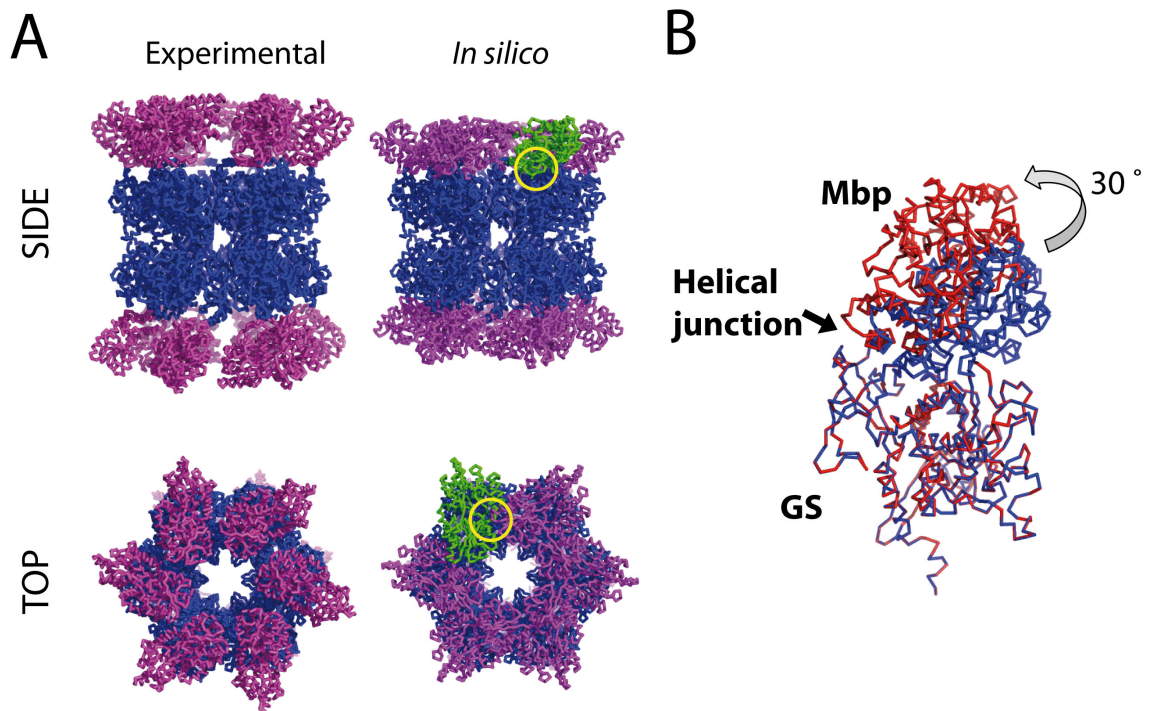 A
Experimental
In silico
SIDE
TOP
B
Mbp
30 °
Helical
junction
GS